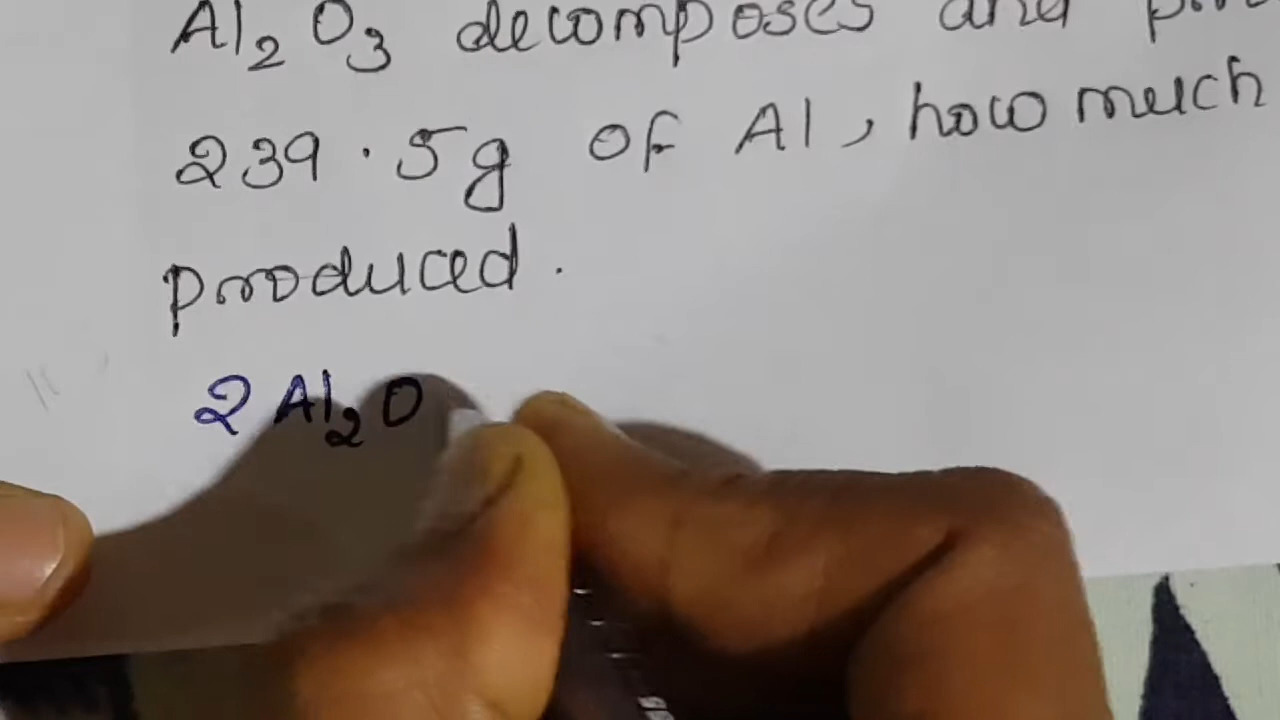 Al2O3 decomposes and
239.5g of Al, how much
produced.
2Al2O